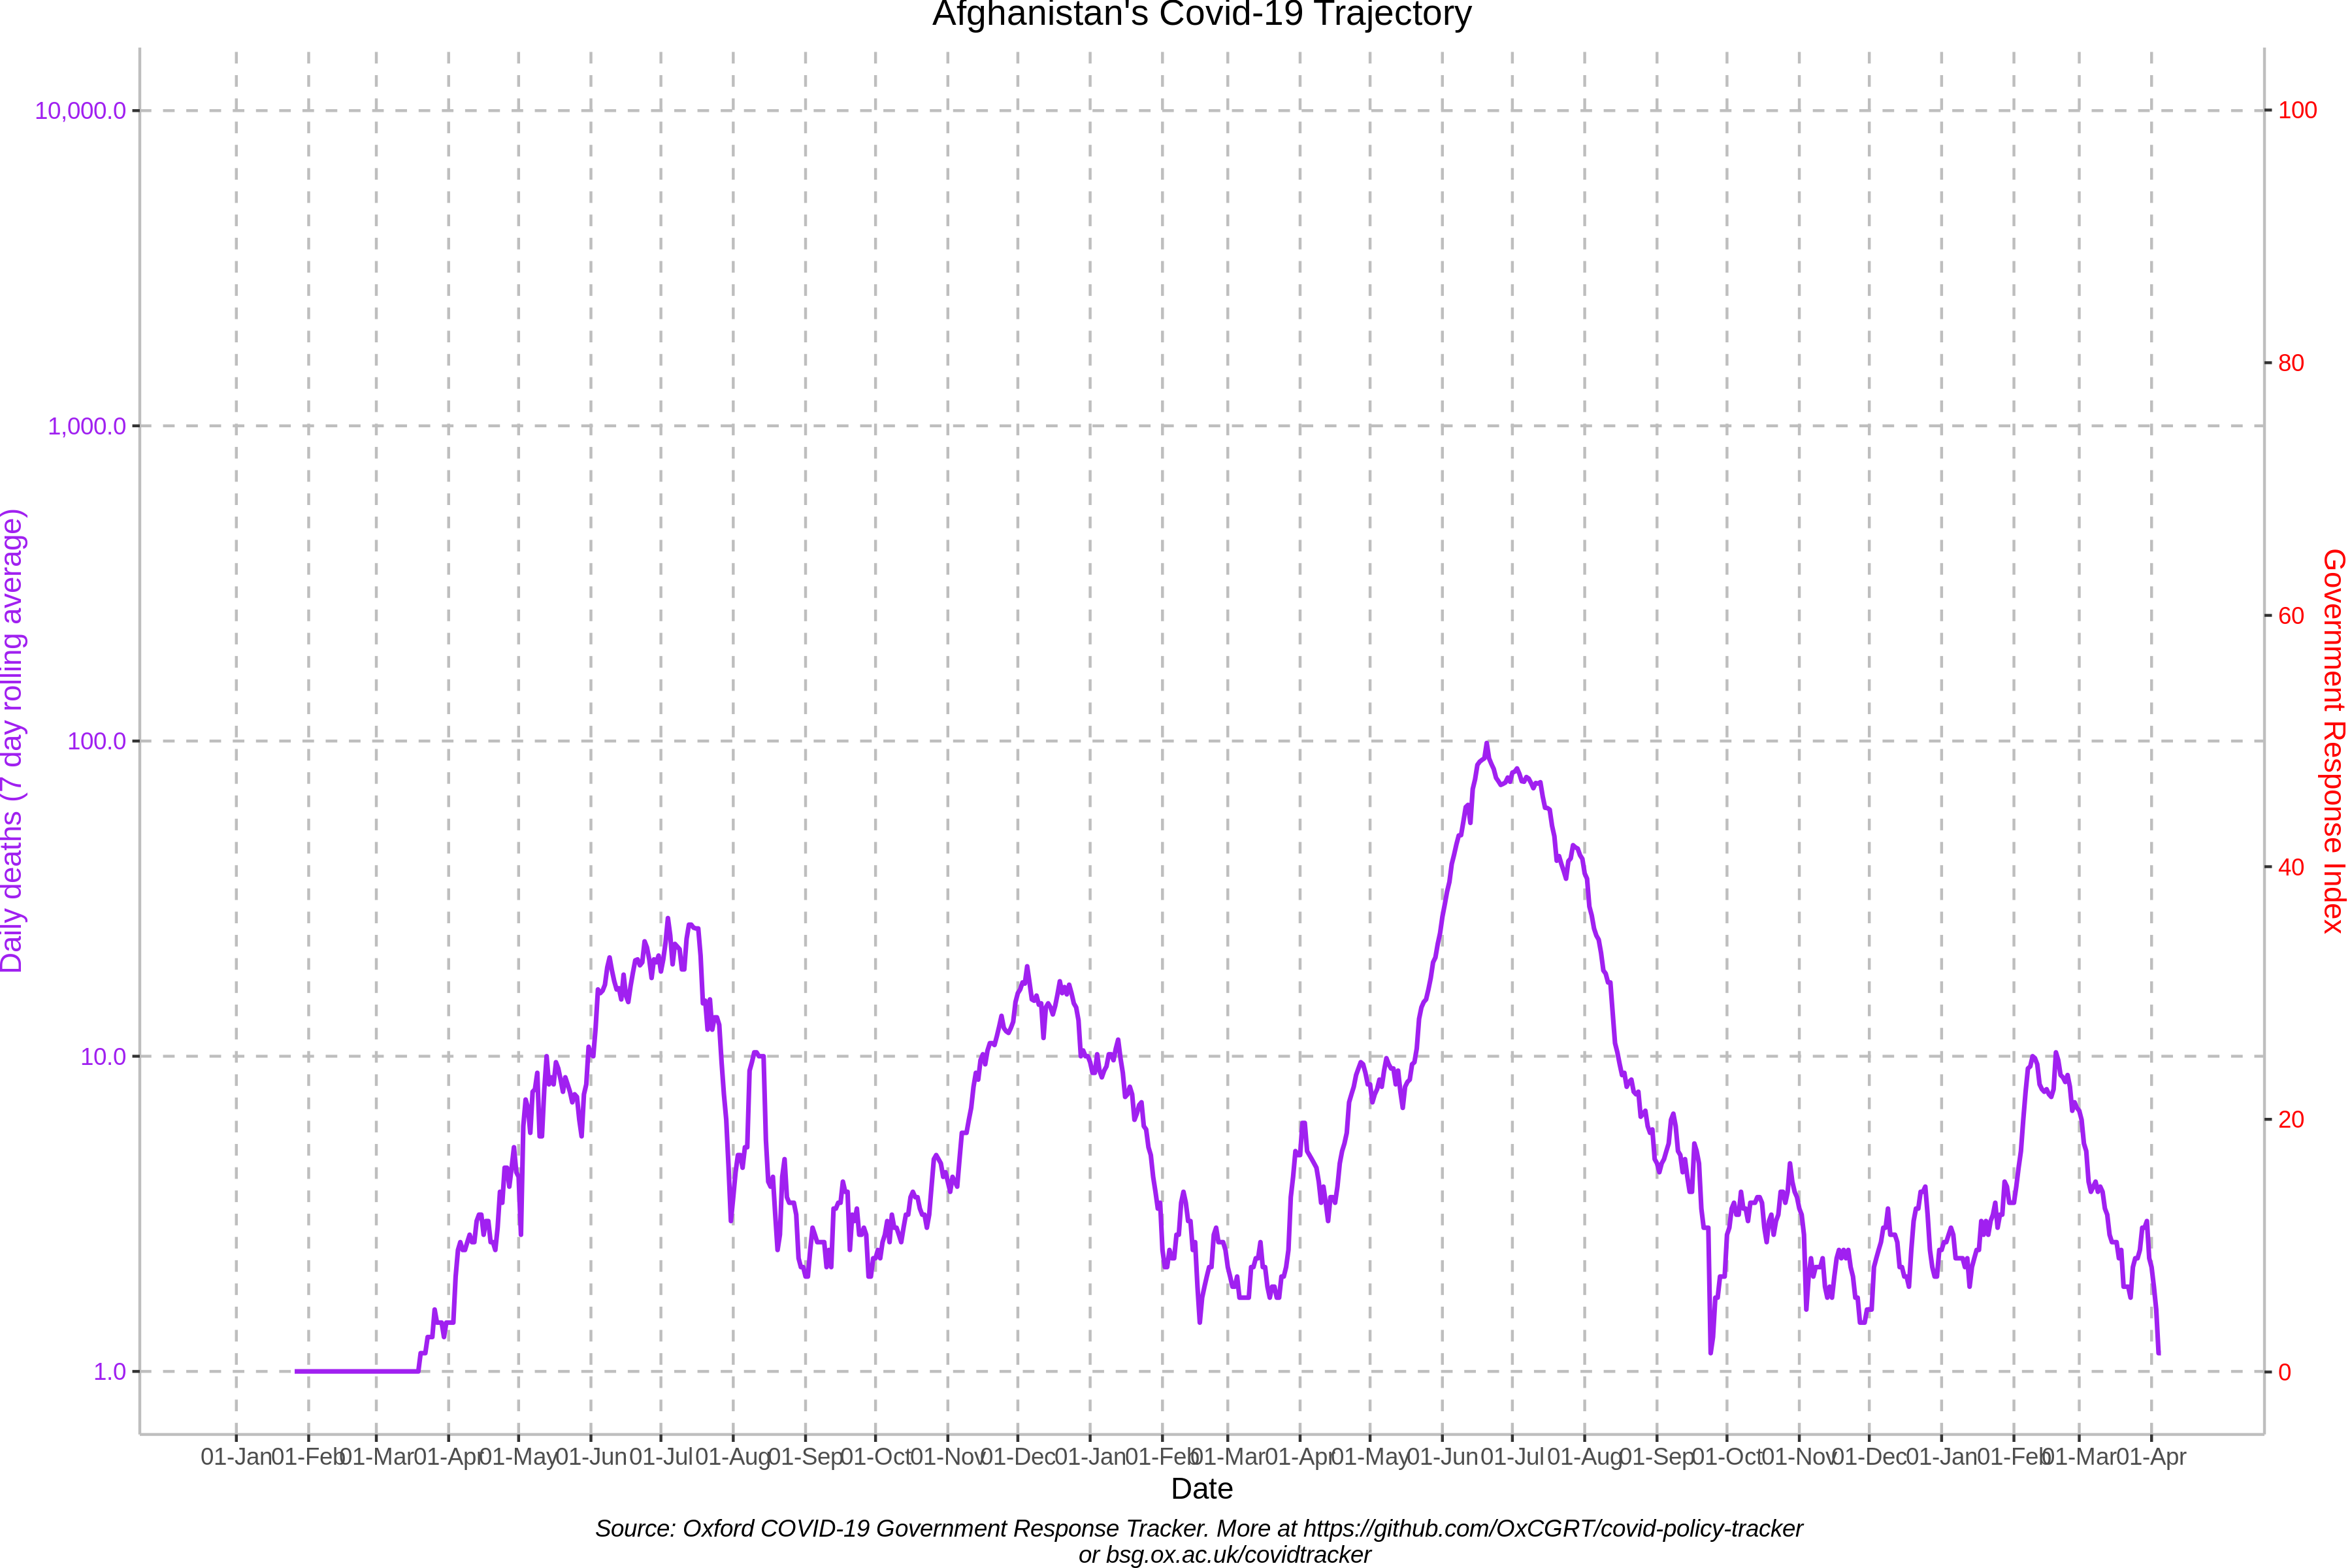 Afghanistan's Covid-19 Trajectory
10,000.0
1,000.0
100.0
10.0
1.0
Daily deaths (7 day rolling average)
100
80
60
40
20
0
Government Response Index
01-Jan 01-Feb 01-Mar 01-Apr 01-May 01-Jun 01-Jul 01-Aug 01-Sep 01-Oct 01-Nov 01-Dec 01-Jan 01-Feb 01-Mar 01-Apr 01-May 01-Jun 01-Jul 01-Aug 01-Sep 01-Oct 01-Nov 01-Dec 01-Jan 01-Feb 01-Mar 01-Apr
Date
Source: Oxford COVID-19 Government Response Tracker. More at https://github.com/OxCGRT/covid-policy-tracker
or bsg.ox.ac.uk/covidtracker